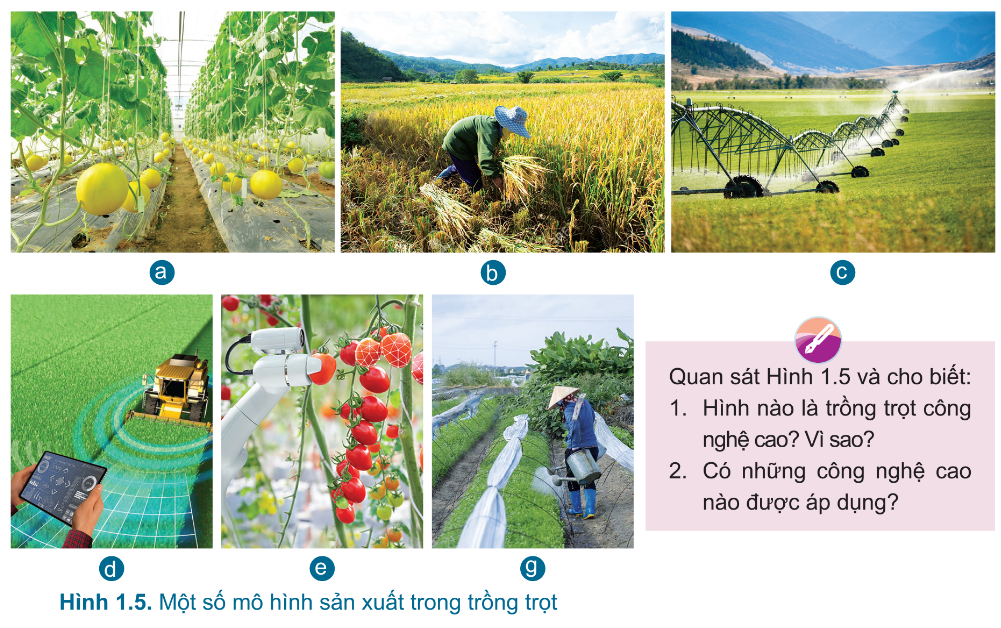 a
b
c
d
e
g
Hình 1.5. Một số mô hình sản xuất trong trồng trọt
Quan sát Hình 1.5 và cho biết:
1. Hình nào là trồng trọt công
nghệ cao? Vì sao?
2. Có những công nghệ cao
nào được áp dụng?